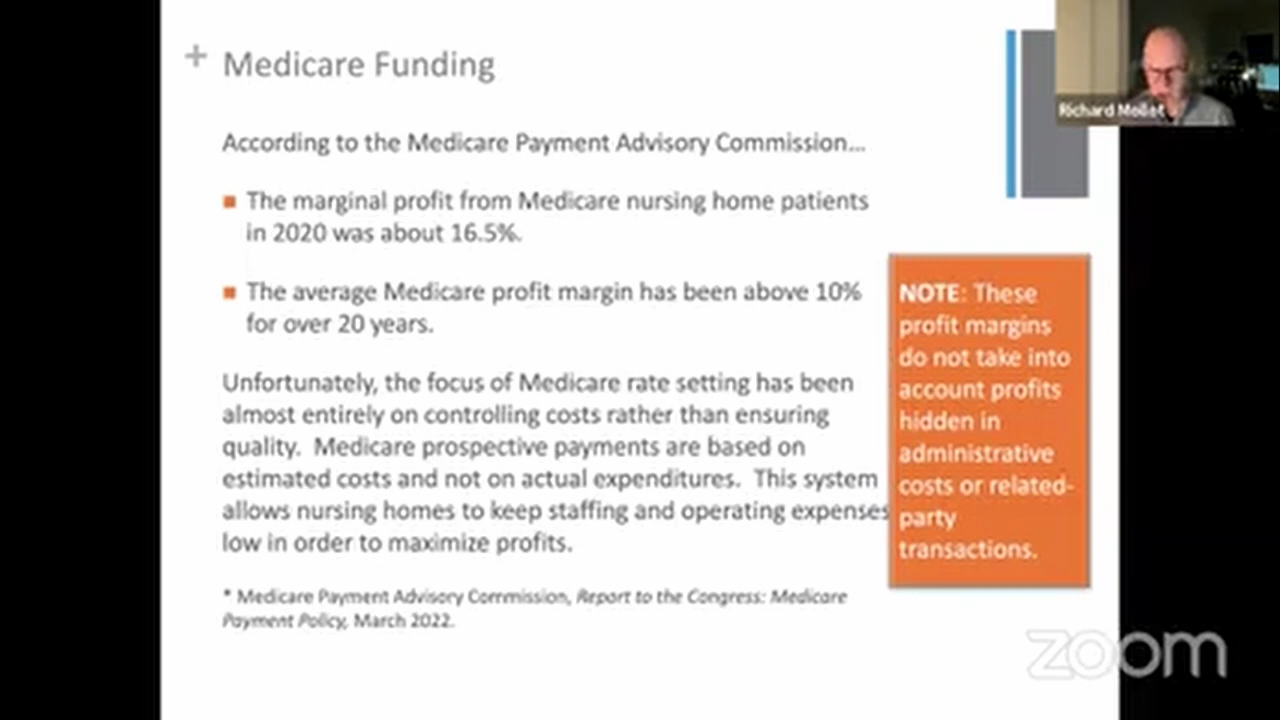 + Medicare Funding
According to the Medicare Payment Advisory Commission...
The marginal profit from Medicare nursing home patients
in 2020 was about 16.5%.
The average Medicare profit margin has been above 10%
for over 20 years.
Unfortunately, the focus of Medicare rate setting has been
almost entirely on controlling costs rather than ensuring
quality. Medicare prospective payments are based on
estimated costs and not on actual expenditures. This system
allows nursing homes to keep staffing and operating expenses
low in order to maximize profits.
* Medicare Payment Advisory Commission, Report to the Congress: Medicare
Payment Policy, March 2022.
NOTE: These
profit margins
do not take into
account profits
hidden in
administrative
costs or related-
party
transactions.
Richard Mollot
zoom